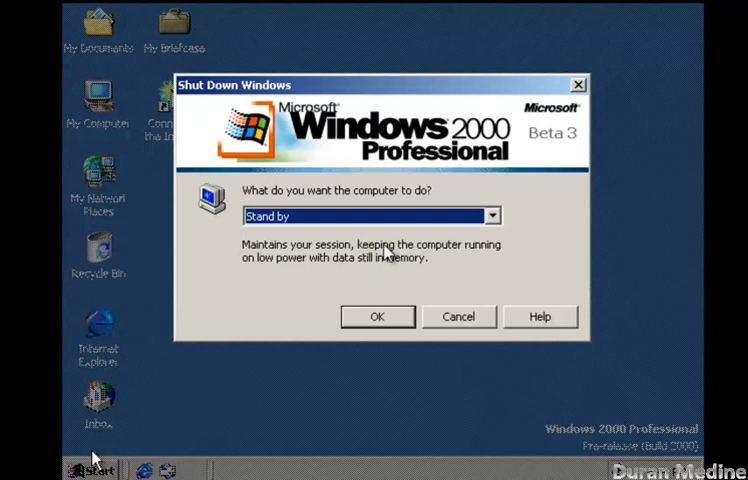 My Documents
My Briefcase
Shut Down Windows
My Computer
Conn
the In
Microsoft
Windows 2000
Professional
Microsoft
Beta 3
What do you want the computer to do?
Stand by
Maintains your session, keeping the computer running
on low power with data still in memory.
My Network
Places
Recycle Bin
OK
Cancel
Help
Internet
Explorer
Inbox
Windows 2000 Professional
Pre-release (Build 2000)
Start
Duran Medine